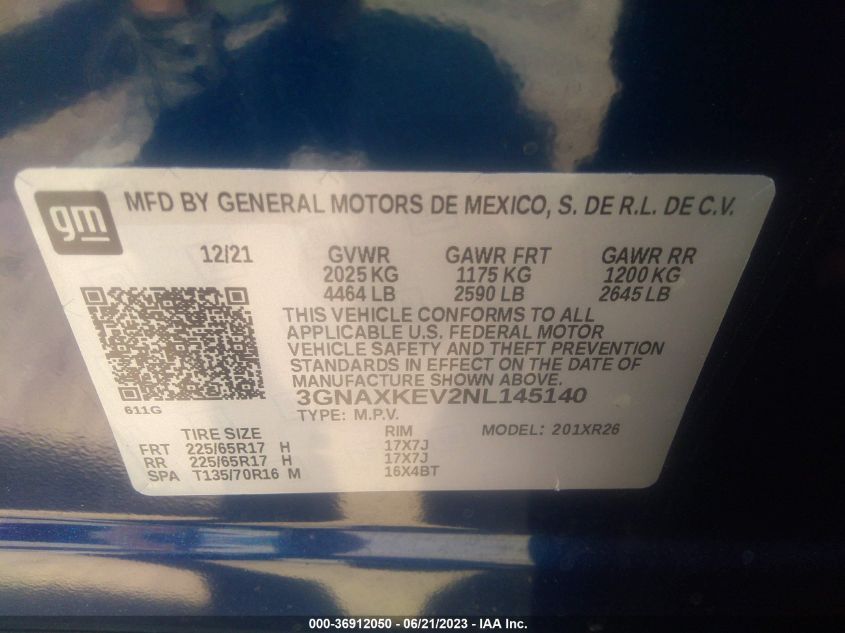 gm MFD BY GENERAL MOTORS DE MEXICO, S. DE R.L. DE C.V.
12/21 GVWR GAWR FRT GAWR RR
2025 KG 1175 KG 1200 KG
4464 LB 2590 LB 2645 LB
THIS VEHICLE CONFORMS TO ALL
APPLICABLE U.S. FEDERAL MOTOR
VEHICLE SAFETY AND THEFT PREVENTION
STANDARDS IN EFFECT ON THE DATE OF
MANUFACTURE SHOWN ABOVE.
3GNAXKEV2NL145140
611G
TYPE: M.P.V.
TIRE SIZE RIM MODEL: 201XR26
FRT 225/65R17 H 17X7J
RR 225/65R17 H 17X7J
SPA T135/70R16 M 16X4BT
000-36912050 - 06/21/2023 - IAA Inc.